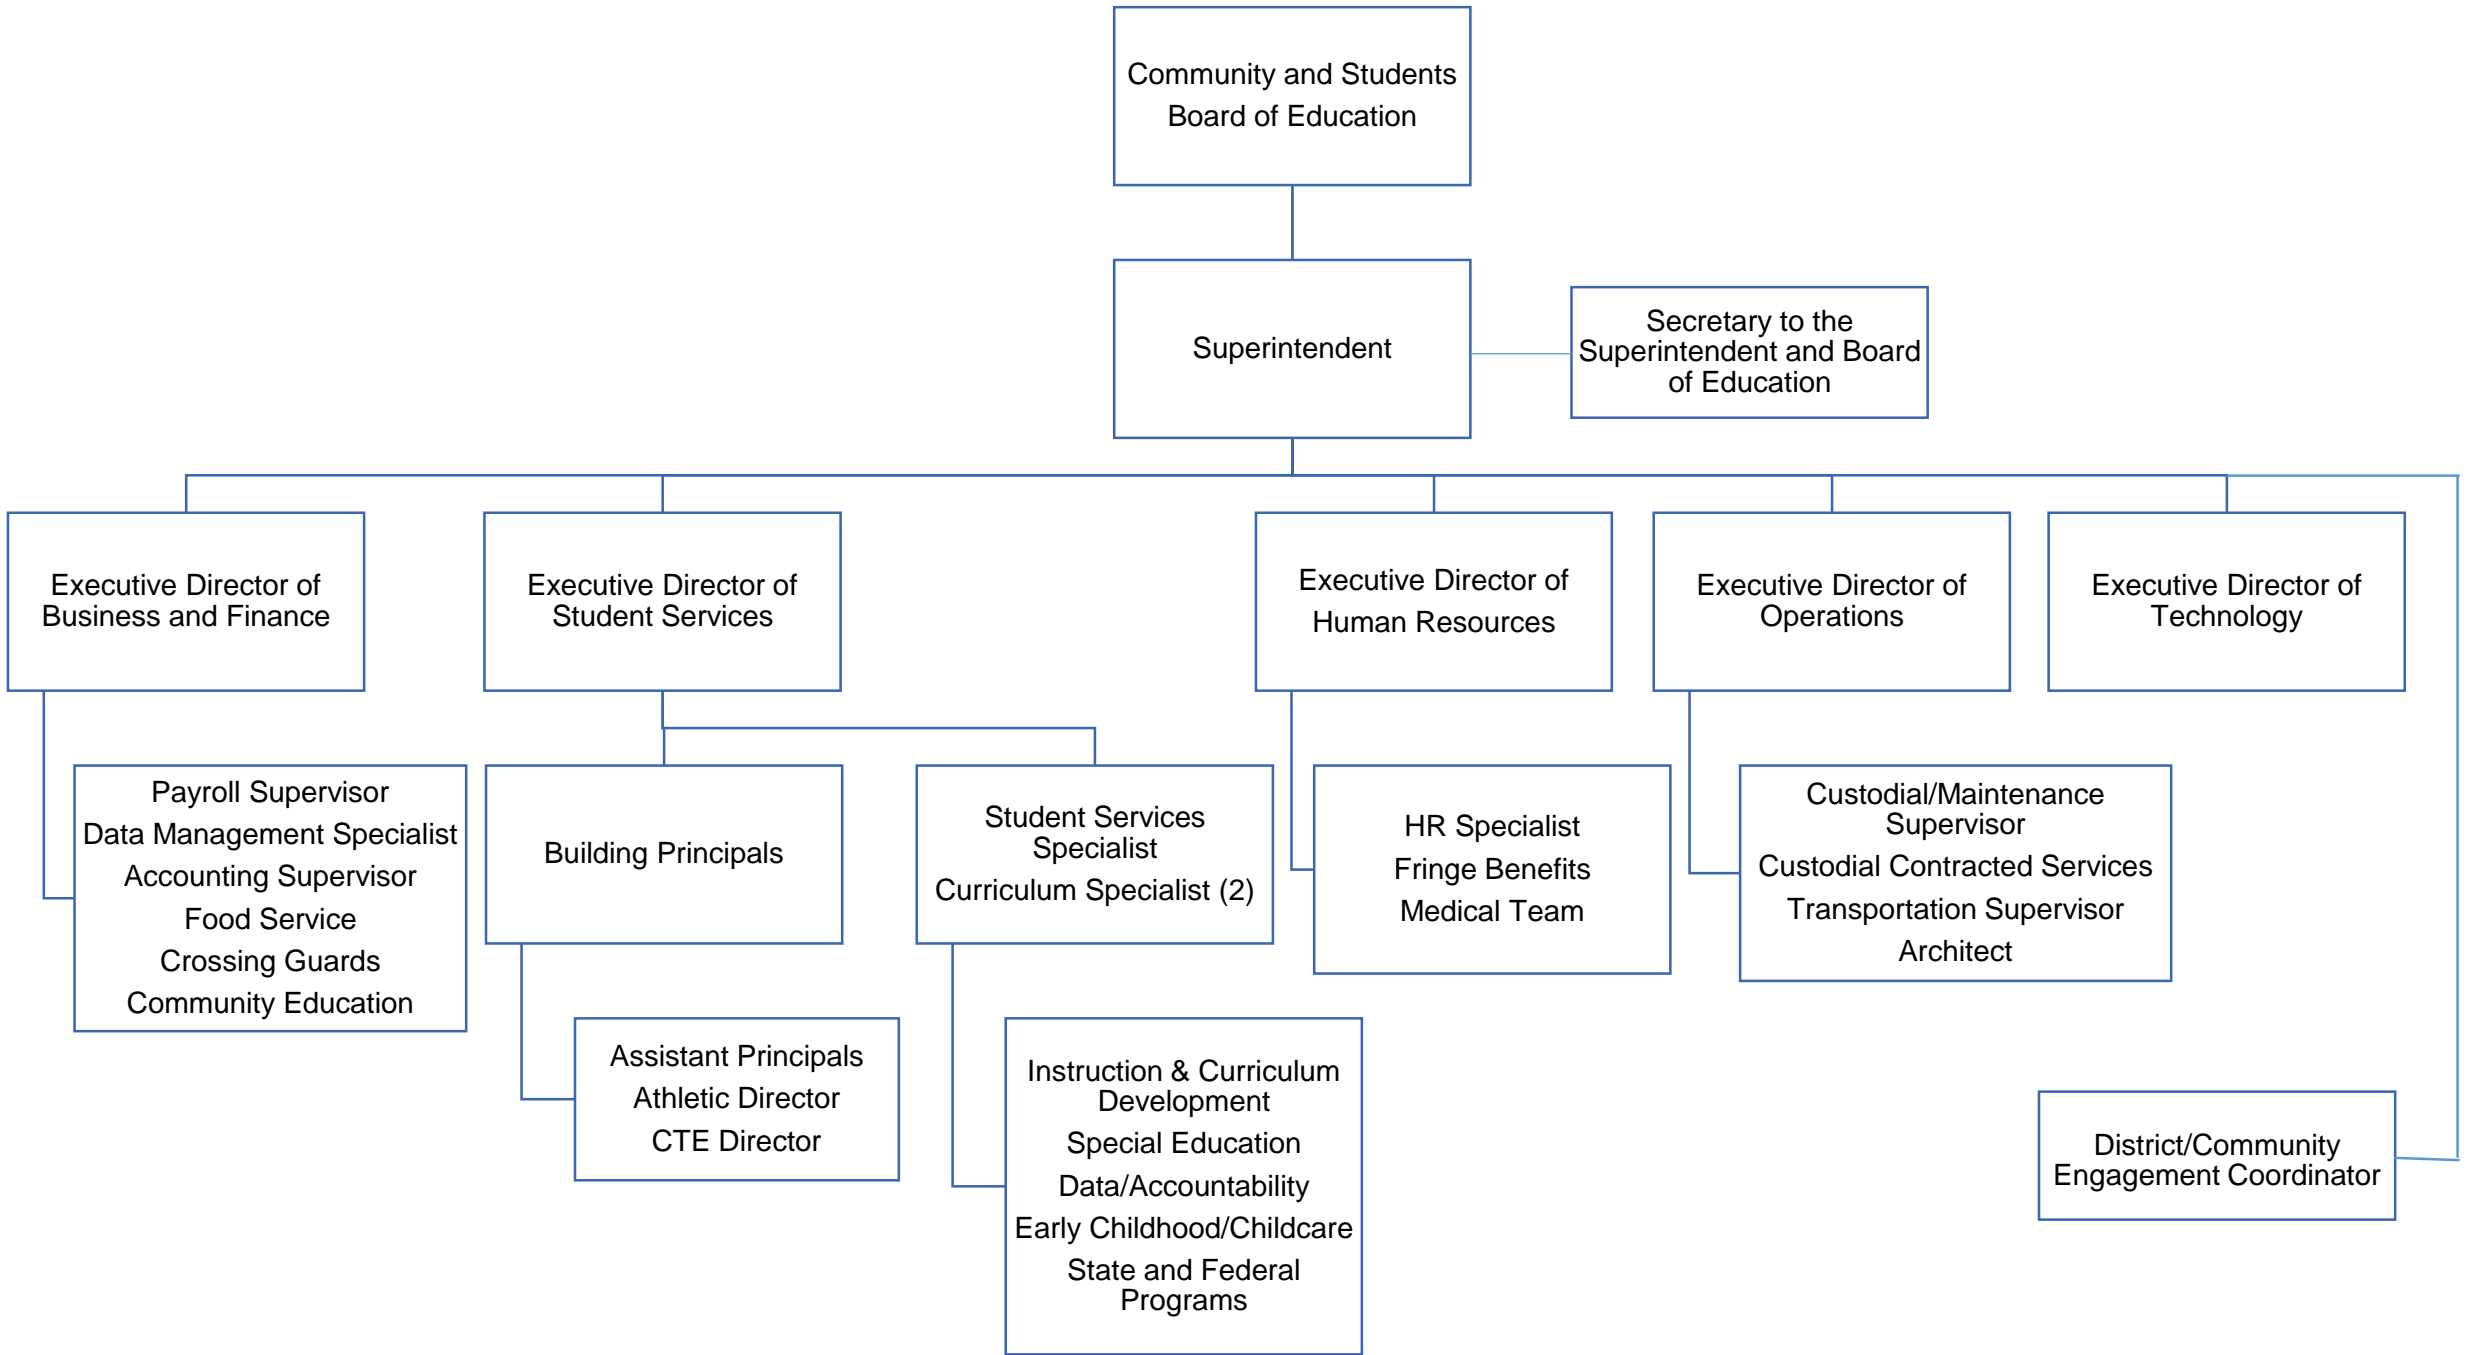 Community and Students
Board of Education
Superintendent
Secretary to the
Superintendent and Board
of Education
Executive Director of
Business and Finance
Executive Director of
Student Services
Executive Director of
Human Resources
Executive Director of
Operations
Executive Director of
Technology
Payroll Supervisor
Data Management Specialist
Accounting Supervisor
Food Service
Crossing Guards
Community Education
Building Principals
Student Services
Specialist
Curriculum Specialist (2)
HR Specialist
Fringe Benefits
Medical Team
Custodial/Maintenance
Supervisor
Custodial Contracted Services
Transportation Supervisor
Architect
Assistant Principals
Athletic Director
CTE Director
Instruction & Curriculum
Development
Special Education
Data/Accountability
Early Childhood/Childcare
State and Federal
Programs
District/Community
Engagement Coordinator